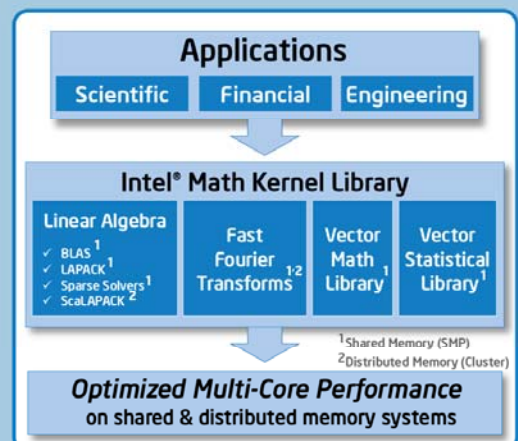 Applications
Scientific
Financial
Engineering
Intel® Math Kernel Library
Linear Algebra
✓ BLAS ¹
✓ LAPACK ¹
✓ Sparse Solvers ¹
✓ ScaLAPACK ²
Fast
Fourier
Transforms ¹·²
Vector
Math
Library ¹
Vector
Statistical
Library ¹
¹Shared Memory (SMP)
²Distributed Memory (Cluster)
Optimized Multi-Core Performance
on shared & distributed memory systems